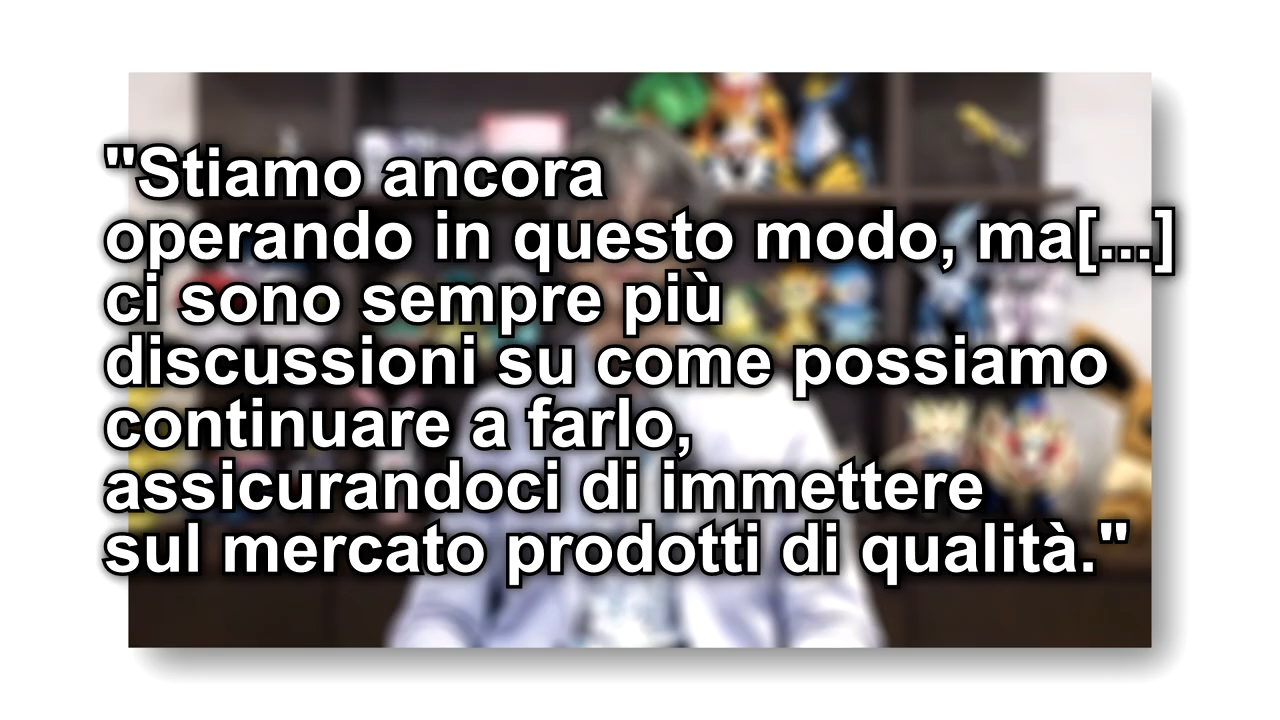 "Stiamo ancora
operando in questo modo, ma[...]
ci sono sempre più
discussioni su come possiamo
continuare a farlo,
assicurandoci di immettere
sul mercato prodotti di qualità."